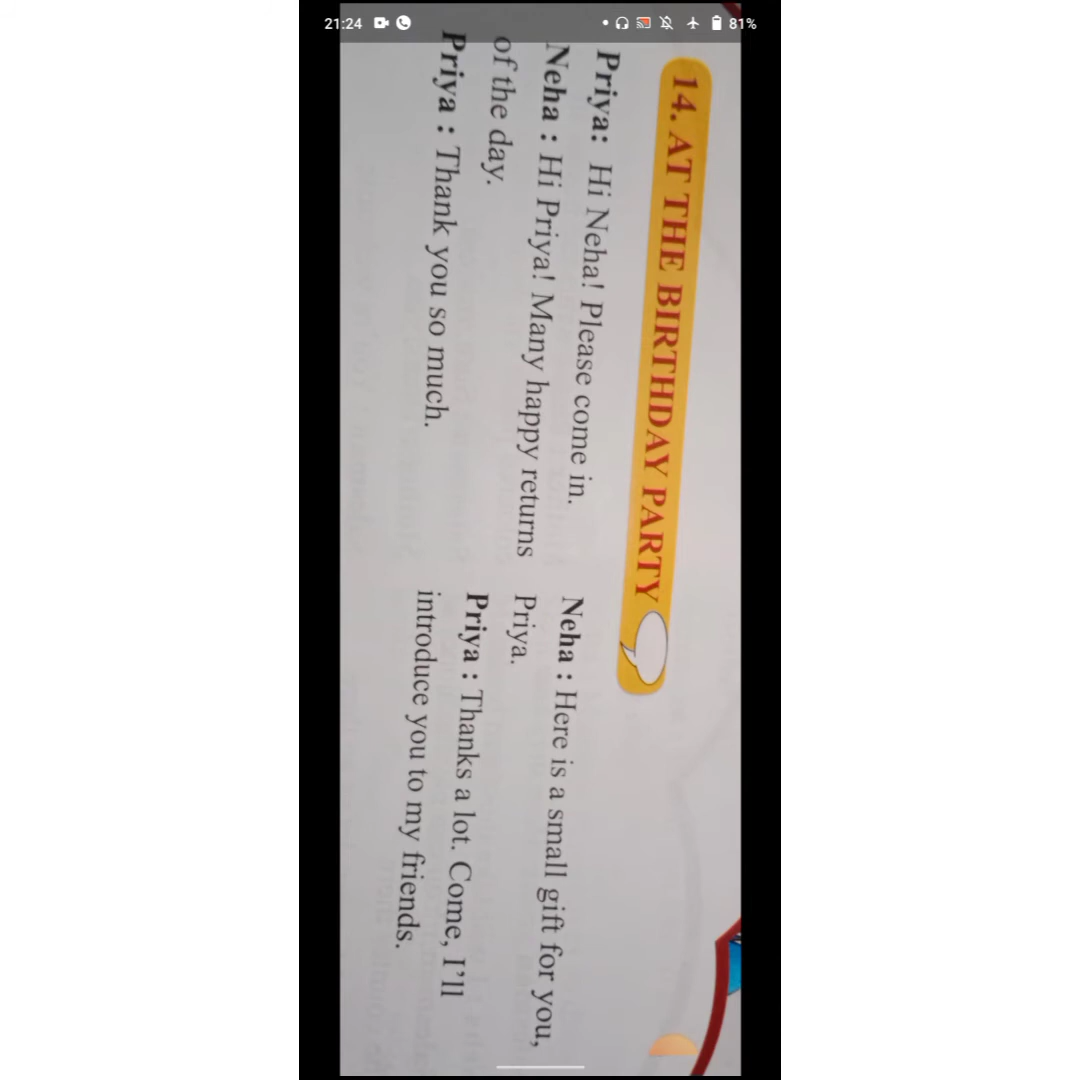 21:24
81%
14. AT THE BIRTHDAY PARTY
Priya: Hi Neha! Please come in.
Neha : Hi Priya! Many happy returns
of the day.
Priya : Thank you so much.
Neha : Here is a small gift for you,
Priya.
Priya : Thanks a lot. Come, I’ll
introduce you to my friends.